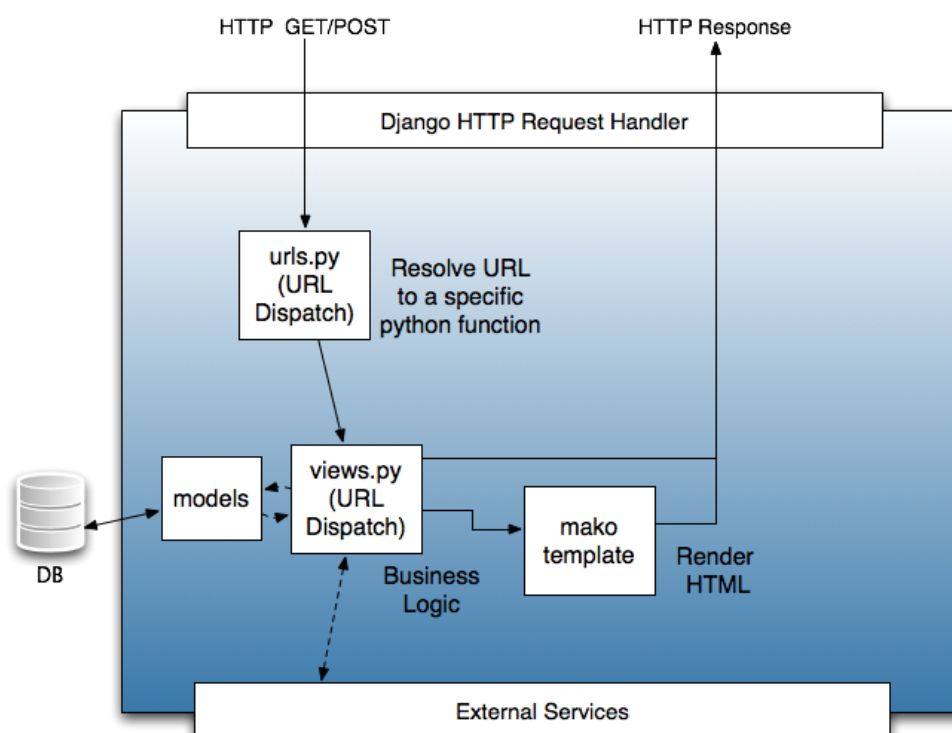 HTTP GET/POST
HTTP Response
Django HTTP Request Handler
urls.py
(URL
Dispatch)
Resolve URL
to a specific
python function
models
views.py
(URL
Dispatch)
mako
template
DB
Business
Logic
Render
HTML
External Services